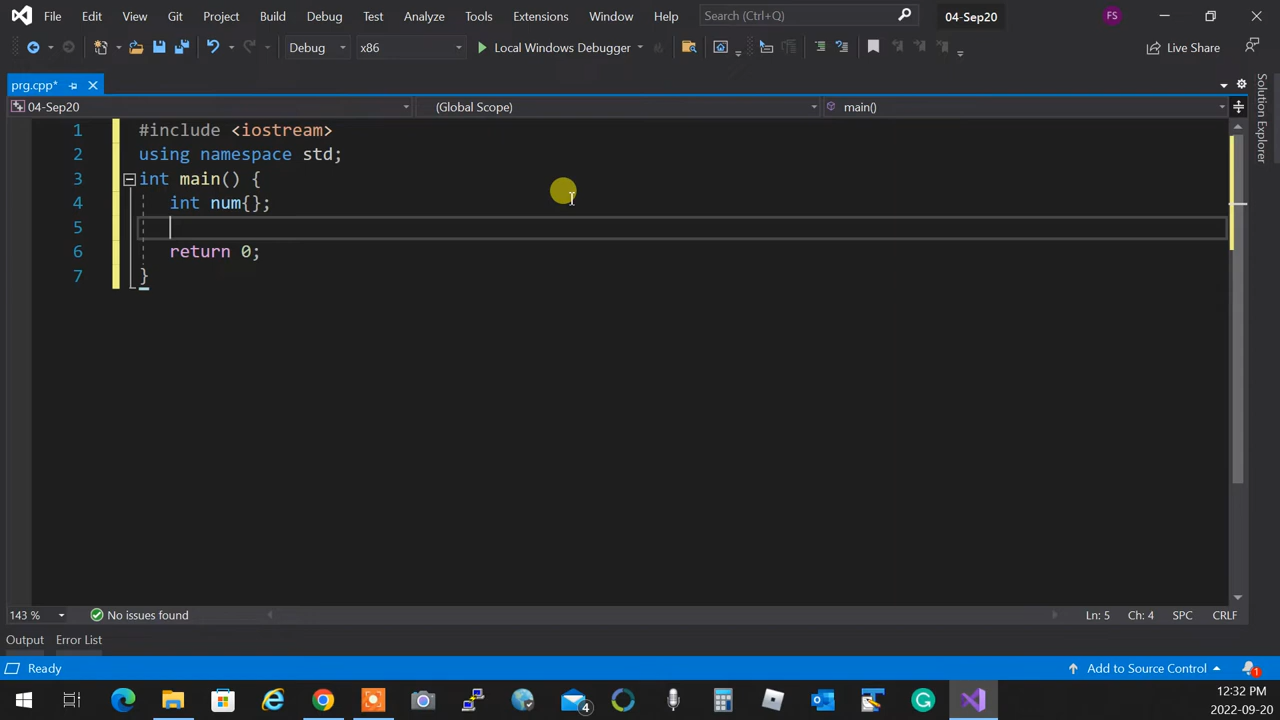 File Edit View Git Project Build Debug Test Analyze Tools Extensions Window Help Search (Ctrl+Q) 04-Sep20 FS
Debug x86 Local Windows Debugger Live Share
prg.cpp*
04-Sep20 (Global Scope) main()
Solution Explorer
1 #include <iostream>
2 using namespace std;
3 int main() {
4 int num{};
5
6 return 0;
7 }
143 % No issues found Ln: 5 Ch: 4 SPC CRLF
Output Error List
Ready Add to Source Control 1
4
12:32 PM
2022-09-20